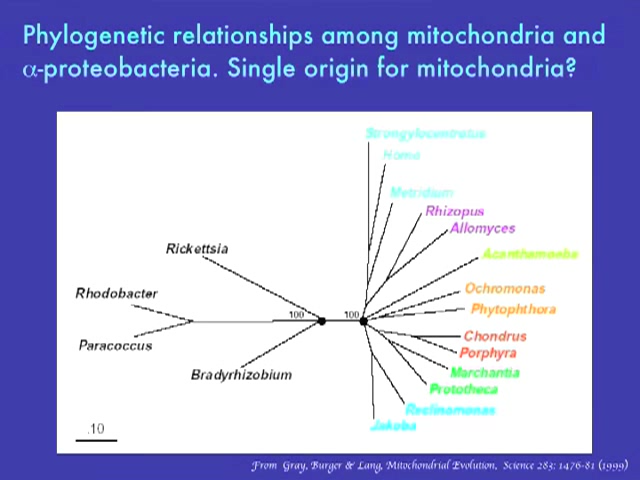 Phylogenetic relationships among mitochondria and
α-proteobacteria. Single origin for mitochondria?
Strongylocentratus
Homo
Metridium
Rhizopus
Allomyces
Rickettsia
Acanthamoeba
Rhodobacter
Ochromonas
Phytophthora
100
100
Chondrus
Paracoccus
Porphyra
Bradyrhizobium
Marchantia
Prototheca
Reclinomonas
Jakoba
.10
From Gray, Burger & Lang, Mitochondrial Evolution, Science 283: 1476-81 (1999)